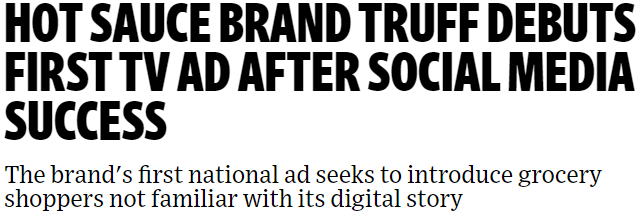 HOT SAUCE BRAND TRUFF DEBUTS
FIRST TV AD AFTER SOCIAL MEDIA
SUCCESS
The brand's first national ad seeks to introduce grocery
shoppers not familiar with its digital story